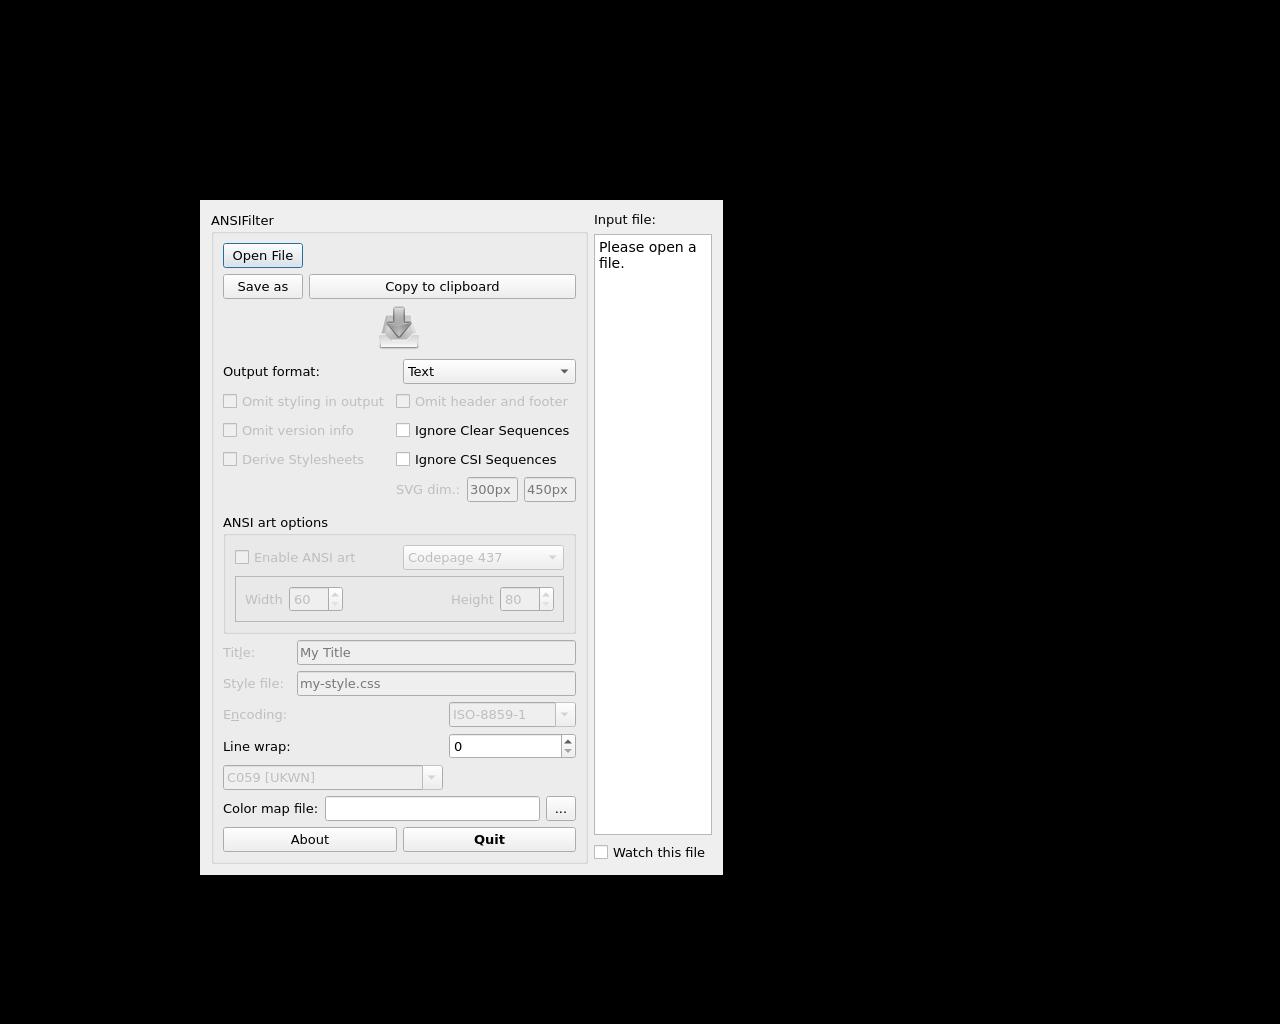 ANSIFilter
Input file:
Open File
Please open a
file.
Save as
Copy to clipboard
Output format:
Text
Omit styling in output
Omit header and footer
Omit version info
Ignore Clear Sequences
Derive Stylesheets
Ignore CSI Sequences
SVG dim.:
300px
450px
ANSI art options
Enable ANSI art
Codepage 437
Width
60
Height
80
Title:
My Title
Style file:
my-style.css
Encoding:
ISO-8859-1
Line wrap:
0
C059 [UKWN]
Color map file:
...
About
Quit
Watch this file